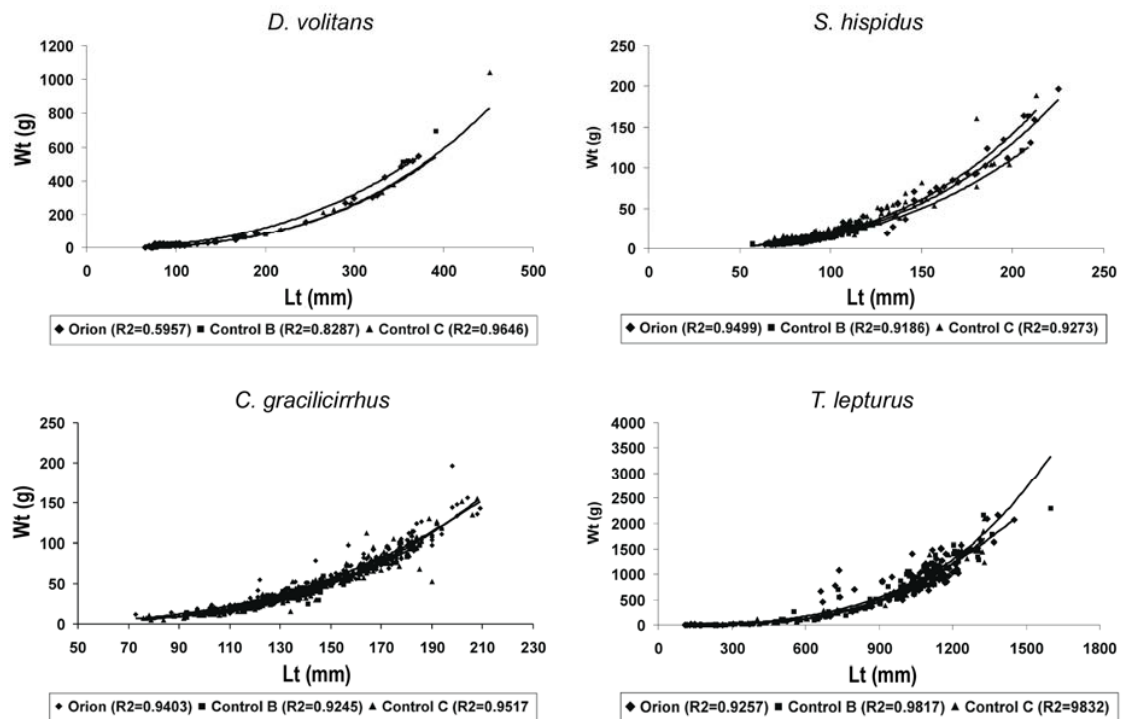 D. volitans
1200
1000
800
600
400
200
0
Wt (g)
0 100 200 300 400 500
Lt (mm)
Orion (R2=0.5957) Control B (R2=0.8287) Control C (R2=0.9646)
S. hispidus
250
200
150
100
50
0
Wt (g)
0 50 100 150 200 250
Lt (mm)
Orion (R2=0.9499) Control B (R2=0.9186) Control C (R2=0.9273)
C. gracilicirrhus
250
200
150
100
50
0
Wt (g)
50 70 90 110 130 150 170 190 210 230
Lt (mm)
Orion (R2=0.9403) Control B (R2=0.9245) Control C (R2=0.9517
T. lepturus
4000
3500
3000
2500
2000
1500
1000
500
0
Wt (g)
0 300 600 900 1200 1500 1800
Lt (mm)
Orion (R2=0.9257) Control B (R2=0.9817) Control C (R2=9832)